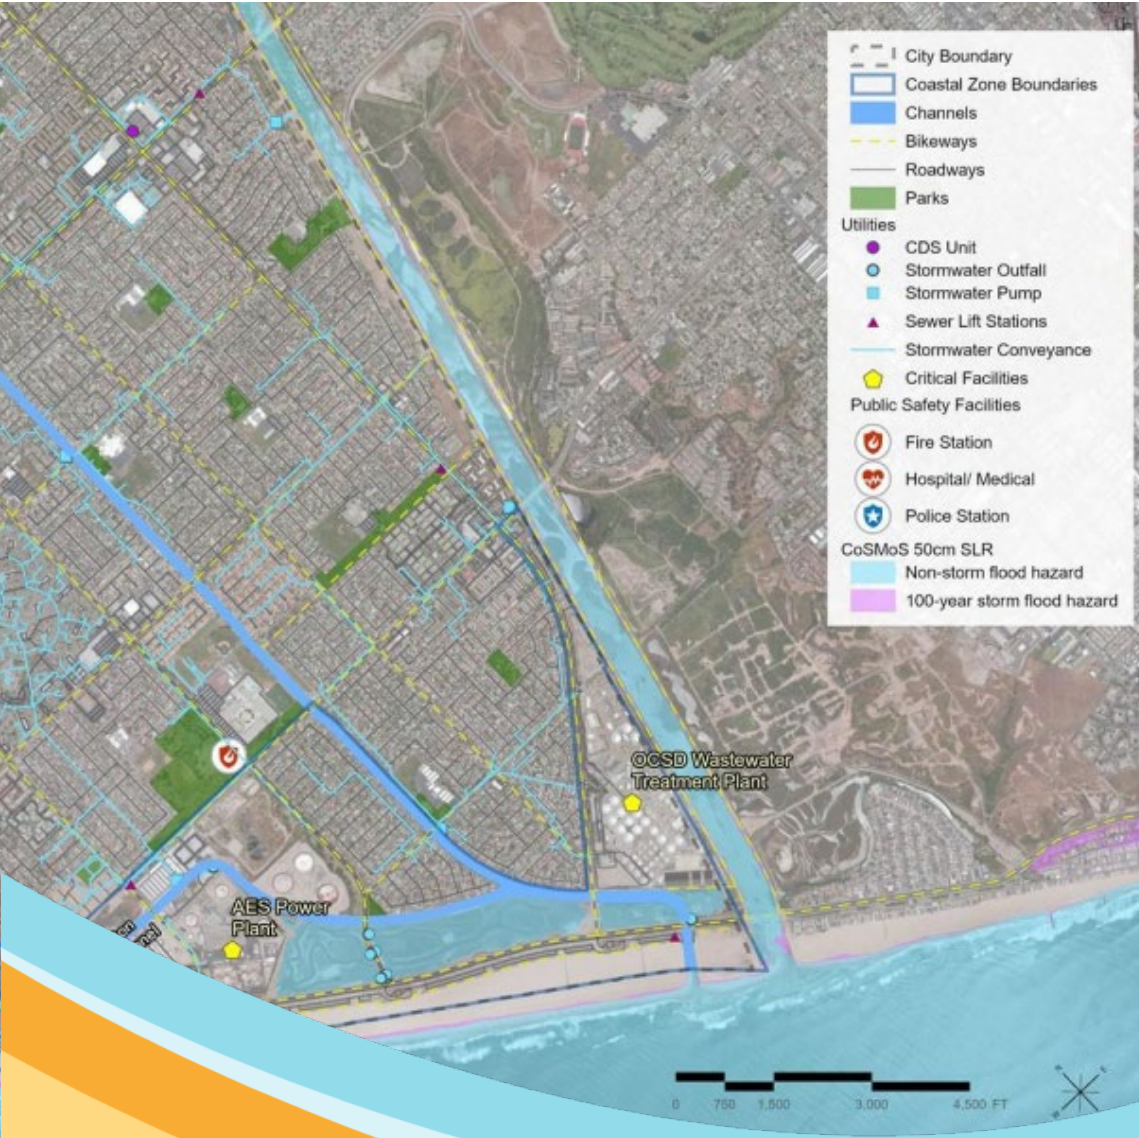 City Boundary
Coastal Zone Boundaries
Channels
Bikeways
Roadways
Parks
Utilities
CDS Unit
Stormwater Outfall
Stormwater Pump
Sewer Lift Stations
Stormwater Conveyance
Critical Facilities
Public Safety Facilities
Fire Station
Hospital/ Medical
Police Station
CoSMoS 50cm SLR
Non-storm flood hazard
100-year storm flood hazard
OCSD Wastewater
Treatment Plant
AES Power
Plant
0 750 1,500 3,000 4,500 FT